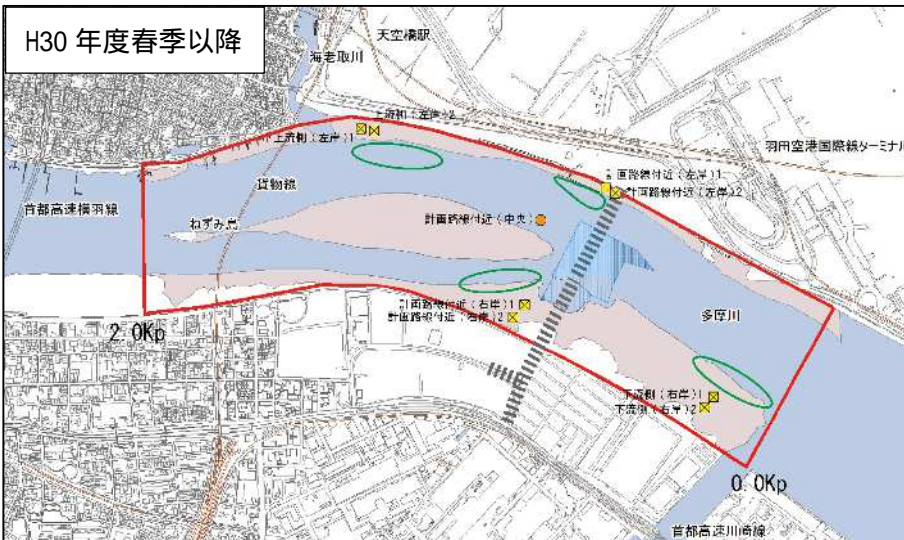 H30 年度春季以降
天空橋駅
海老取川
上流側(左岸)2
上流側(左岸)1
羽田空港国際線ターミナル
計画路線付近(左岸)1
計画路線付近(左岸)2
貨物線
首都高速横羽線
ねずみ島
計画路線付近(中央)
計画路線付近(右岸)1
計画路線付近(右岸)2
多摩川
2.0Kp
下流側(右岸)1
下流側(右岸)2
0.0Kp
首都高速川崎線